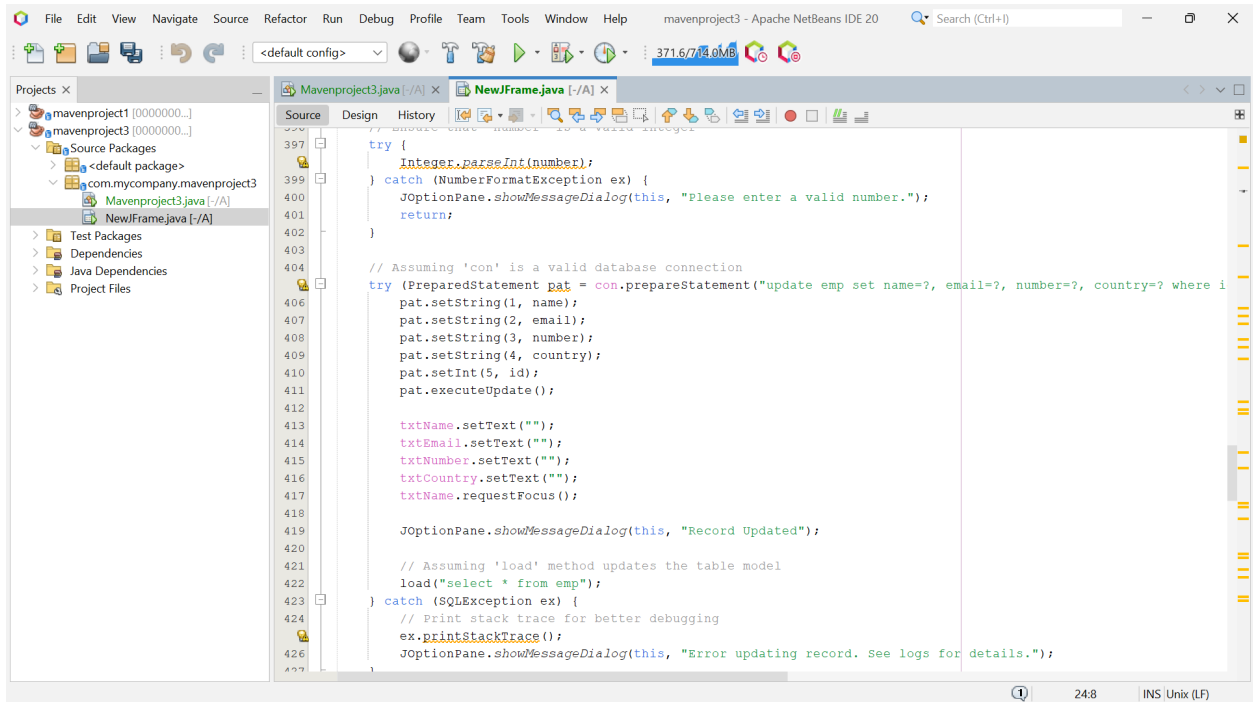 File Edit View Navigate Source Refactor Run Debug Profile Team Tools Window Help mavenproject3 - Apache NetBeans IDE 20 Search (Ctrl+I)
<default config> 371.6/714.0MB
Projects
Mavenproject3.java [-/A] NewJFrame.java [-/A]
Source Design History
mavenproject1 [0000000...]
mavenproject3 [0000000...]
Source Packages
<default package>
com.mycompany.mavenproject3
Mavenproject3.java [-/A]
NewJFrame.java [-/A]
Test Packages
Dependencies
Java Dependencies
Project Files
396 // Ensure that 'number' is a valid integer
397 try {
Integer.parseInt(number);
399 } catch (NumberFormatException ex) {
400 JOptionPane.showMessageDialog(this, "Please enter a valid number.");
401 return;
402 }
403
404 // Assuming 'con' is a valid database connection
try (PreparedStatement pat = con.prepareStatement("update emp set name=?, email=?, number=?, country=? where i
406 pat.setString(1, name);
407 pat.setString(2, email);
408 pat.setString(3, number);
409 pat.setString(4, country);
410 pat.setInt(5, id);
411 pat.executeUpdate();
412
413 txtName.setText("");
414 txtEmail.setText("");
415 txtNumber.setText("");
416 txtCountry.setText("");
417 txtName.requestFocus();
418
419 JOptionPane.showMessageDialog(this, "Record Updated");
420
421 // Assuming 'load' method updates the table model
422 load("select * from emp");
423 } catch (SQLException ex) {
424 // Print stack trace for better debugging
ex.printStackTrace();
426 JOptionPane.showMessageDialog(this, "Error updating record. See logs for details.");
427 }
1 24:8 INS Unix (LF)